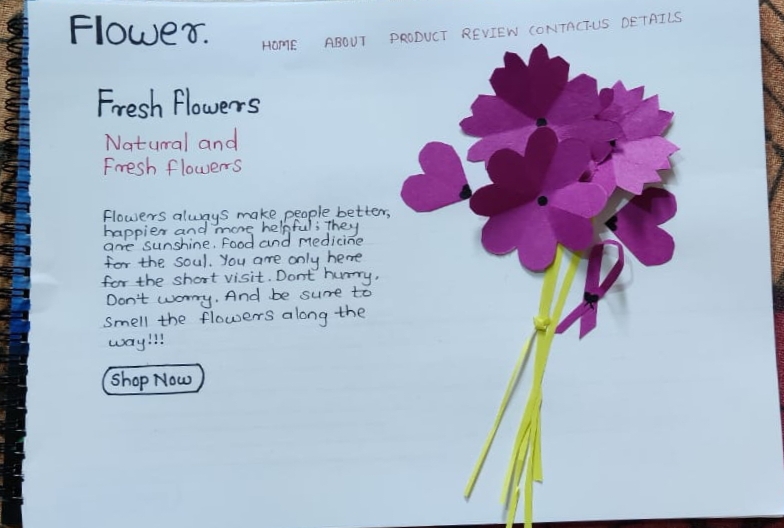 Flower.
HOME ABOUT PRODUCT REVIEW CONTACT-US DETAILS
Fresh flowers
Natural and
Fresh flowers
Flowers always make people better,
happier and more helpful; They
are sunshine. Food and Medicine
for the soul. You are only here
for the short visit. Dont hurry,
Don't worry. And be sure to
smell the flowers along the
way!!!
Shop Now